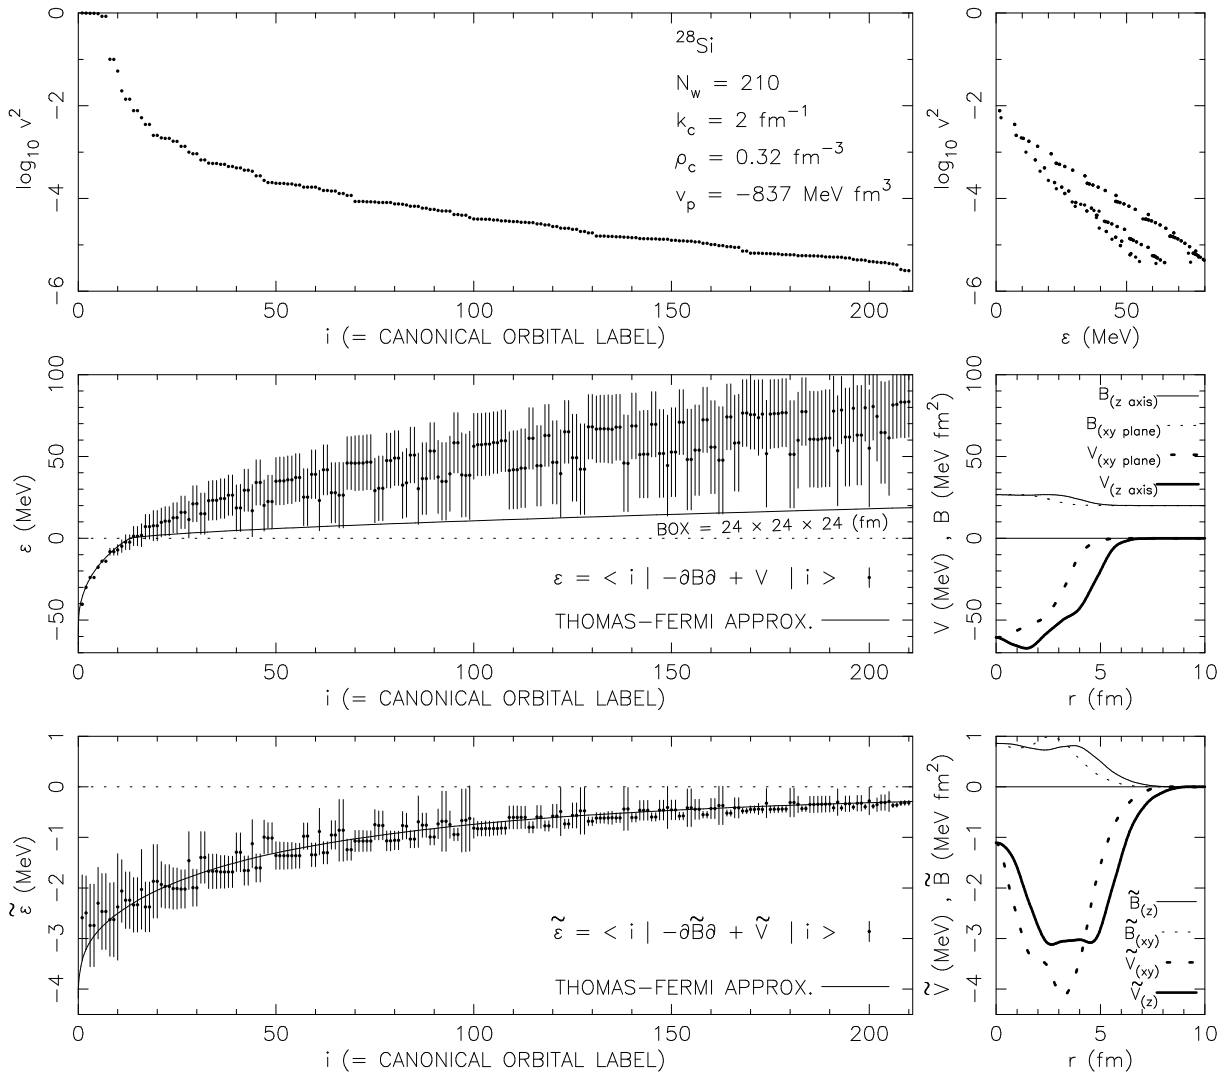 0
−2
−4
−6
log10 v²
0
50
100
150
200
i (= CANONICAL ORBITAL LABEL)
²⁸Si
N_w = 210
k_c = 2 fm⁻¹
ρ_c = 0.32 fm⁻³
v_p = −837 MeV fm³
0
−2
−4
−6
log10 v²
0
50
ε (MeV)
100
50
0
−50
ε (MeV)
BOX = 24 × 24 × 24 (fm)
ε = < i | −∂B∂ + V | i >
THOMAS−FERMI APPROX.
0
50
100
150
200
i (= CANONICAL ORBITAL LABEL)
100
50
0
−50
V (MeV) , B (MeV fm²)
B(z axis)
B(xy plane)
V(xy plane)
V(z axis)
0
5
10
r (fm)
1
0
−1
−2
−3
−4
ε̃ (MeV)
ε̃ = < i | −∂B̃∂ + Ṽ | i >
THOMAS−FERMI APPROX.
0
50
100
150
200
i (= CANONICAL ORBITAL LABEL)
1
0
−1
−2
−3
−4
Ṽ (MeV) , B̃ (MeV fm²)
B̃(z)
B̃(xy)
Ṽ(xy)
Ṽ(z)
0
5
10
r (fm)